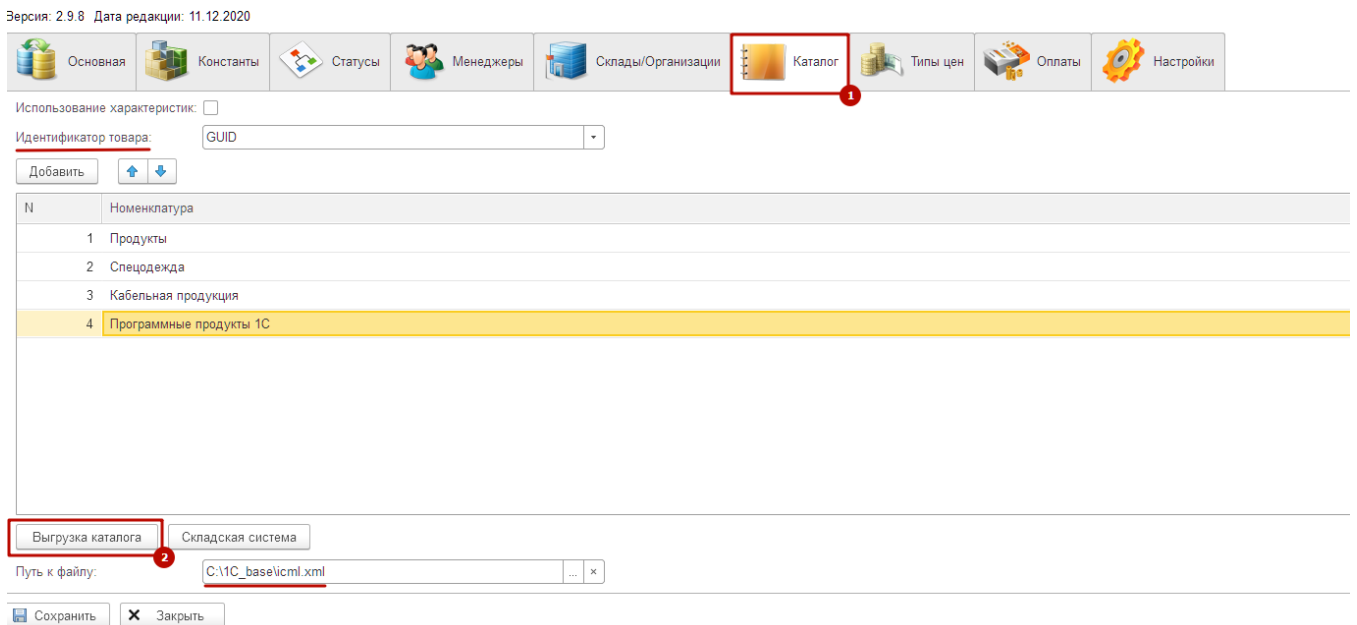 Версия: 2.9.8 Дата редакции: 11.12.2020
Основная Константы Статусы Менеджеры Склады/Организации Каталог Типы цен Оплаты Настройки
1
Использование характеристик:
Идентификатор товара: GUID
Добавить
N Номенклатура
1 Продукты
2 Спецодежда
3 Кабельная продукция
4 Программные продукты 1С
Выгрузка каталога Складская система
2
Путь к файлу: C:\1C_base\icml.xml ... ×
Сохранить Закрыть